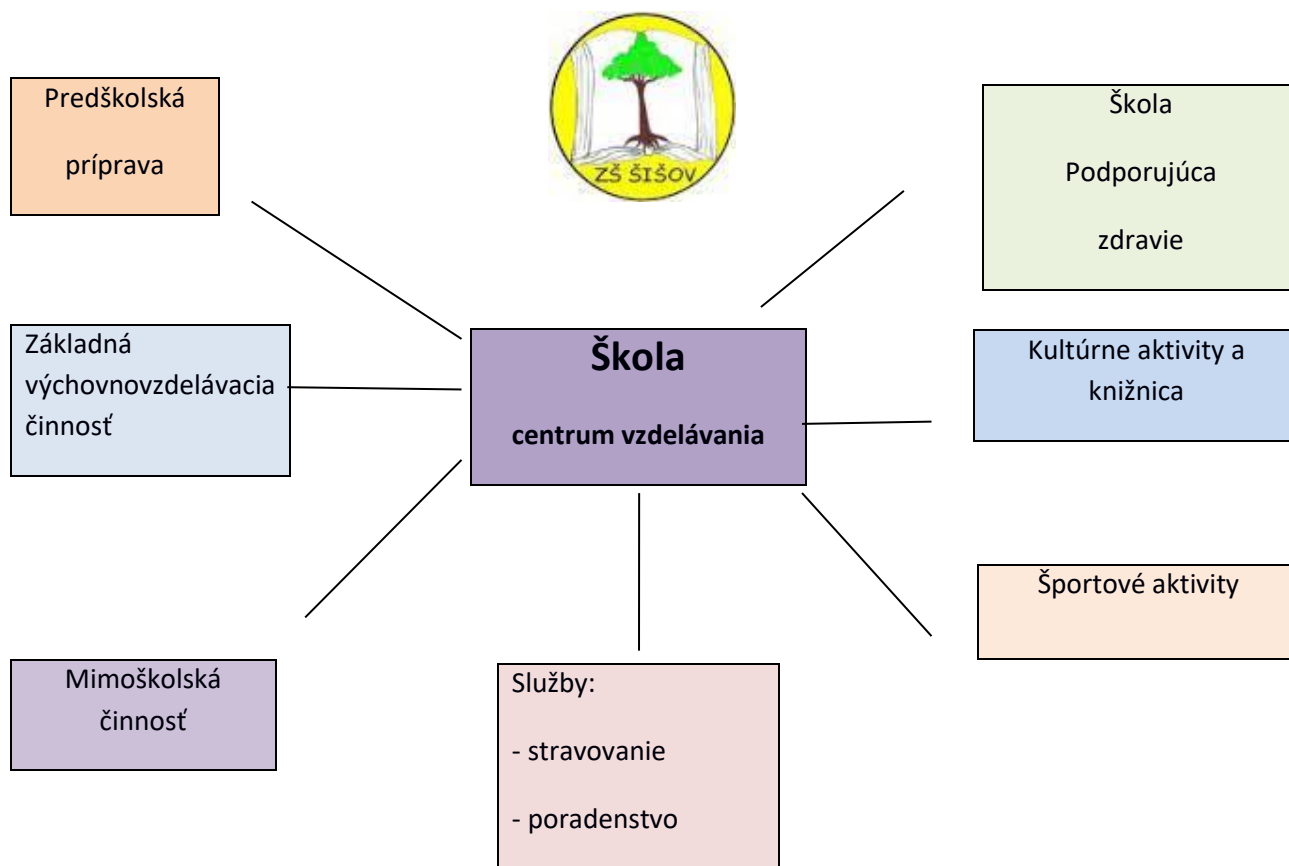 ZŠ ŠIŠOV
Predškolská
príprava
Škola
Podporujúca
zdravie
Základná
výchovnovzdelávacia
činnosť
Škola
centrum vzdelávania
Kultúrne aktivity a
knižnica
Športové aktivity
Mimoškolská
činnosť
Služby:
- stravovanie
- poradenstvo